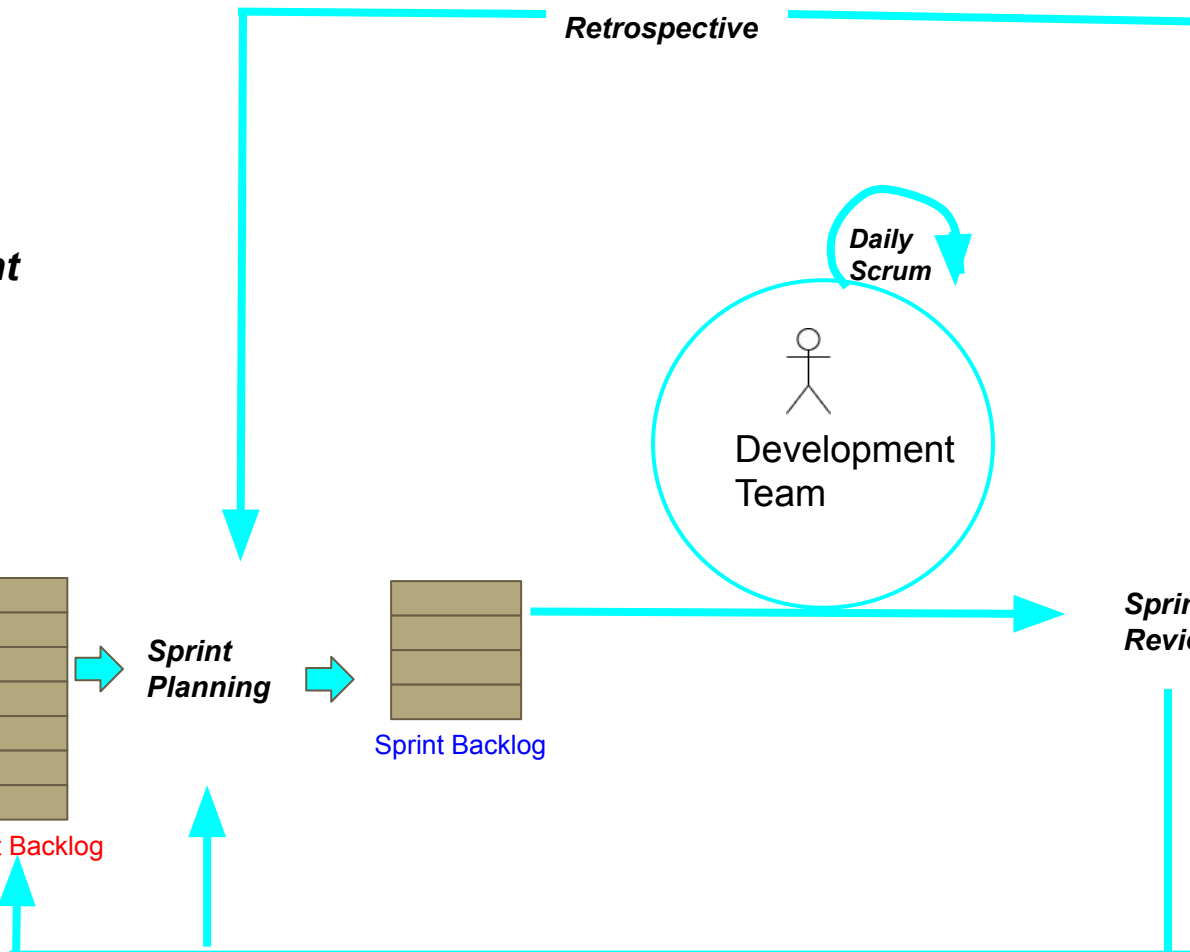 Retrospective
Daily
Scrum
Development
Team
Sprint
Planning
Sprint Backlog
Backlog